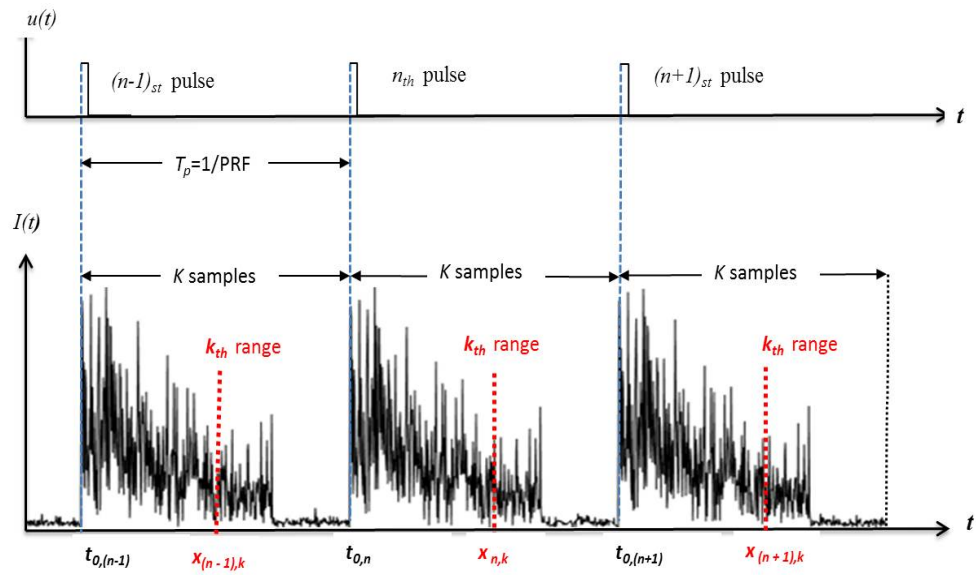 u(t)
(n-1)st pulse
nth pulse
(n+1)st pulse
t
Tp=1/PRF
I(t)
K samples
K samples
K samples
kth range
kth range
kth range
t
t0,(n-1)
x(n - 1),k
t0,n
x n,k
t0,(n+1)
x(n + 1),k